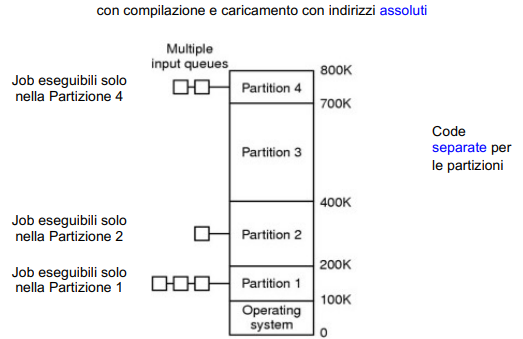 con compilazione e caricamento con indirizzi assoluti
Multiple
input queues
800K
Job eseguibili solo
nella Partizione 4
Partition 4
700K
Partition 3
Code
separate per
le partizioni
400K
Job eseguibili solo
nella Partizione 2
Partition 2
200K
Job eseguibili solo
nella Partizione 1
Partition 1
100K
Operating
system
0